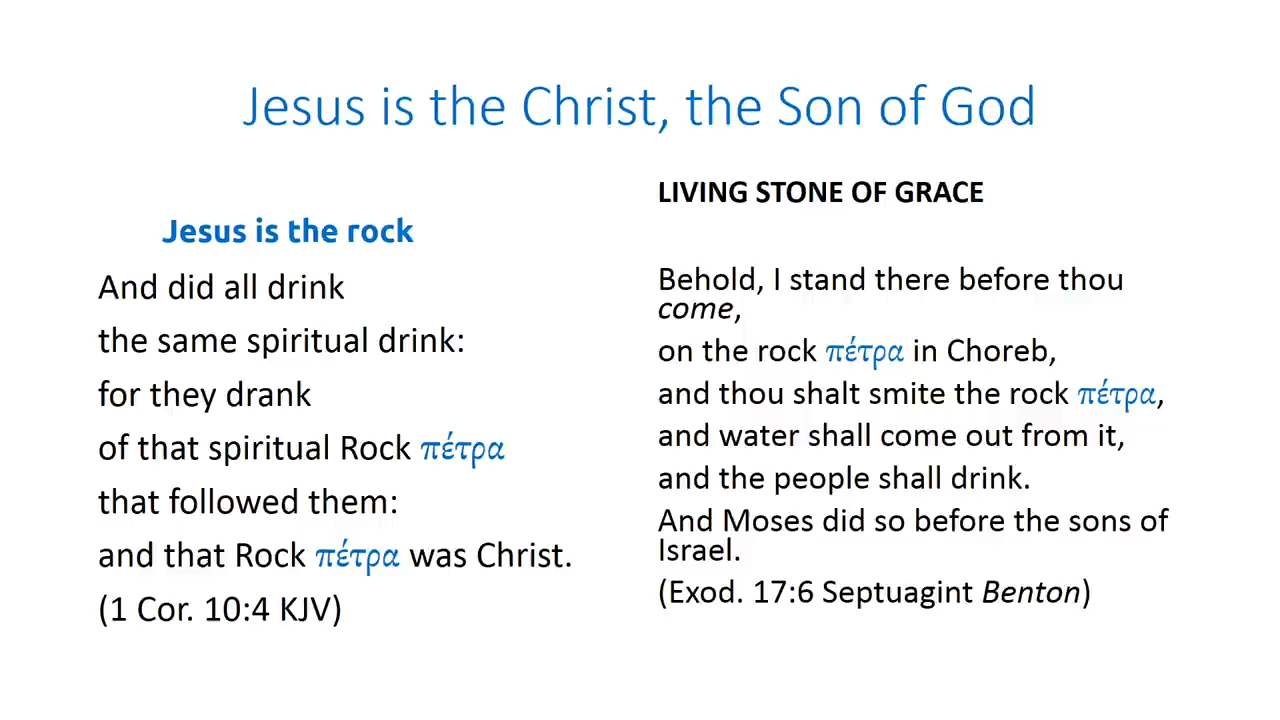 Jesus is the Christ, the Son of God
Jesus is the rock
And did all drink
the same spiritual drink:
for they drank
of that spiritual Rock πέτρα
that followed them:
and that Rock πέτρα was Christ.
(1 Cor. 10:4 KJV)
LIVING STONE OF GRACE
Behold, I stand there before thou
come,
on the rock πέτρα in Choreb,
and thou shalt smite the rock πέτρα,
and water shall come out from it,
and the people shall drink.
And Moses did so before the sons of
Israel.
(Exod. 17:6 Septuagint Benton)